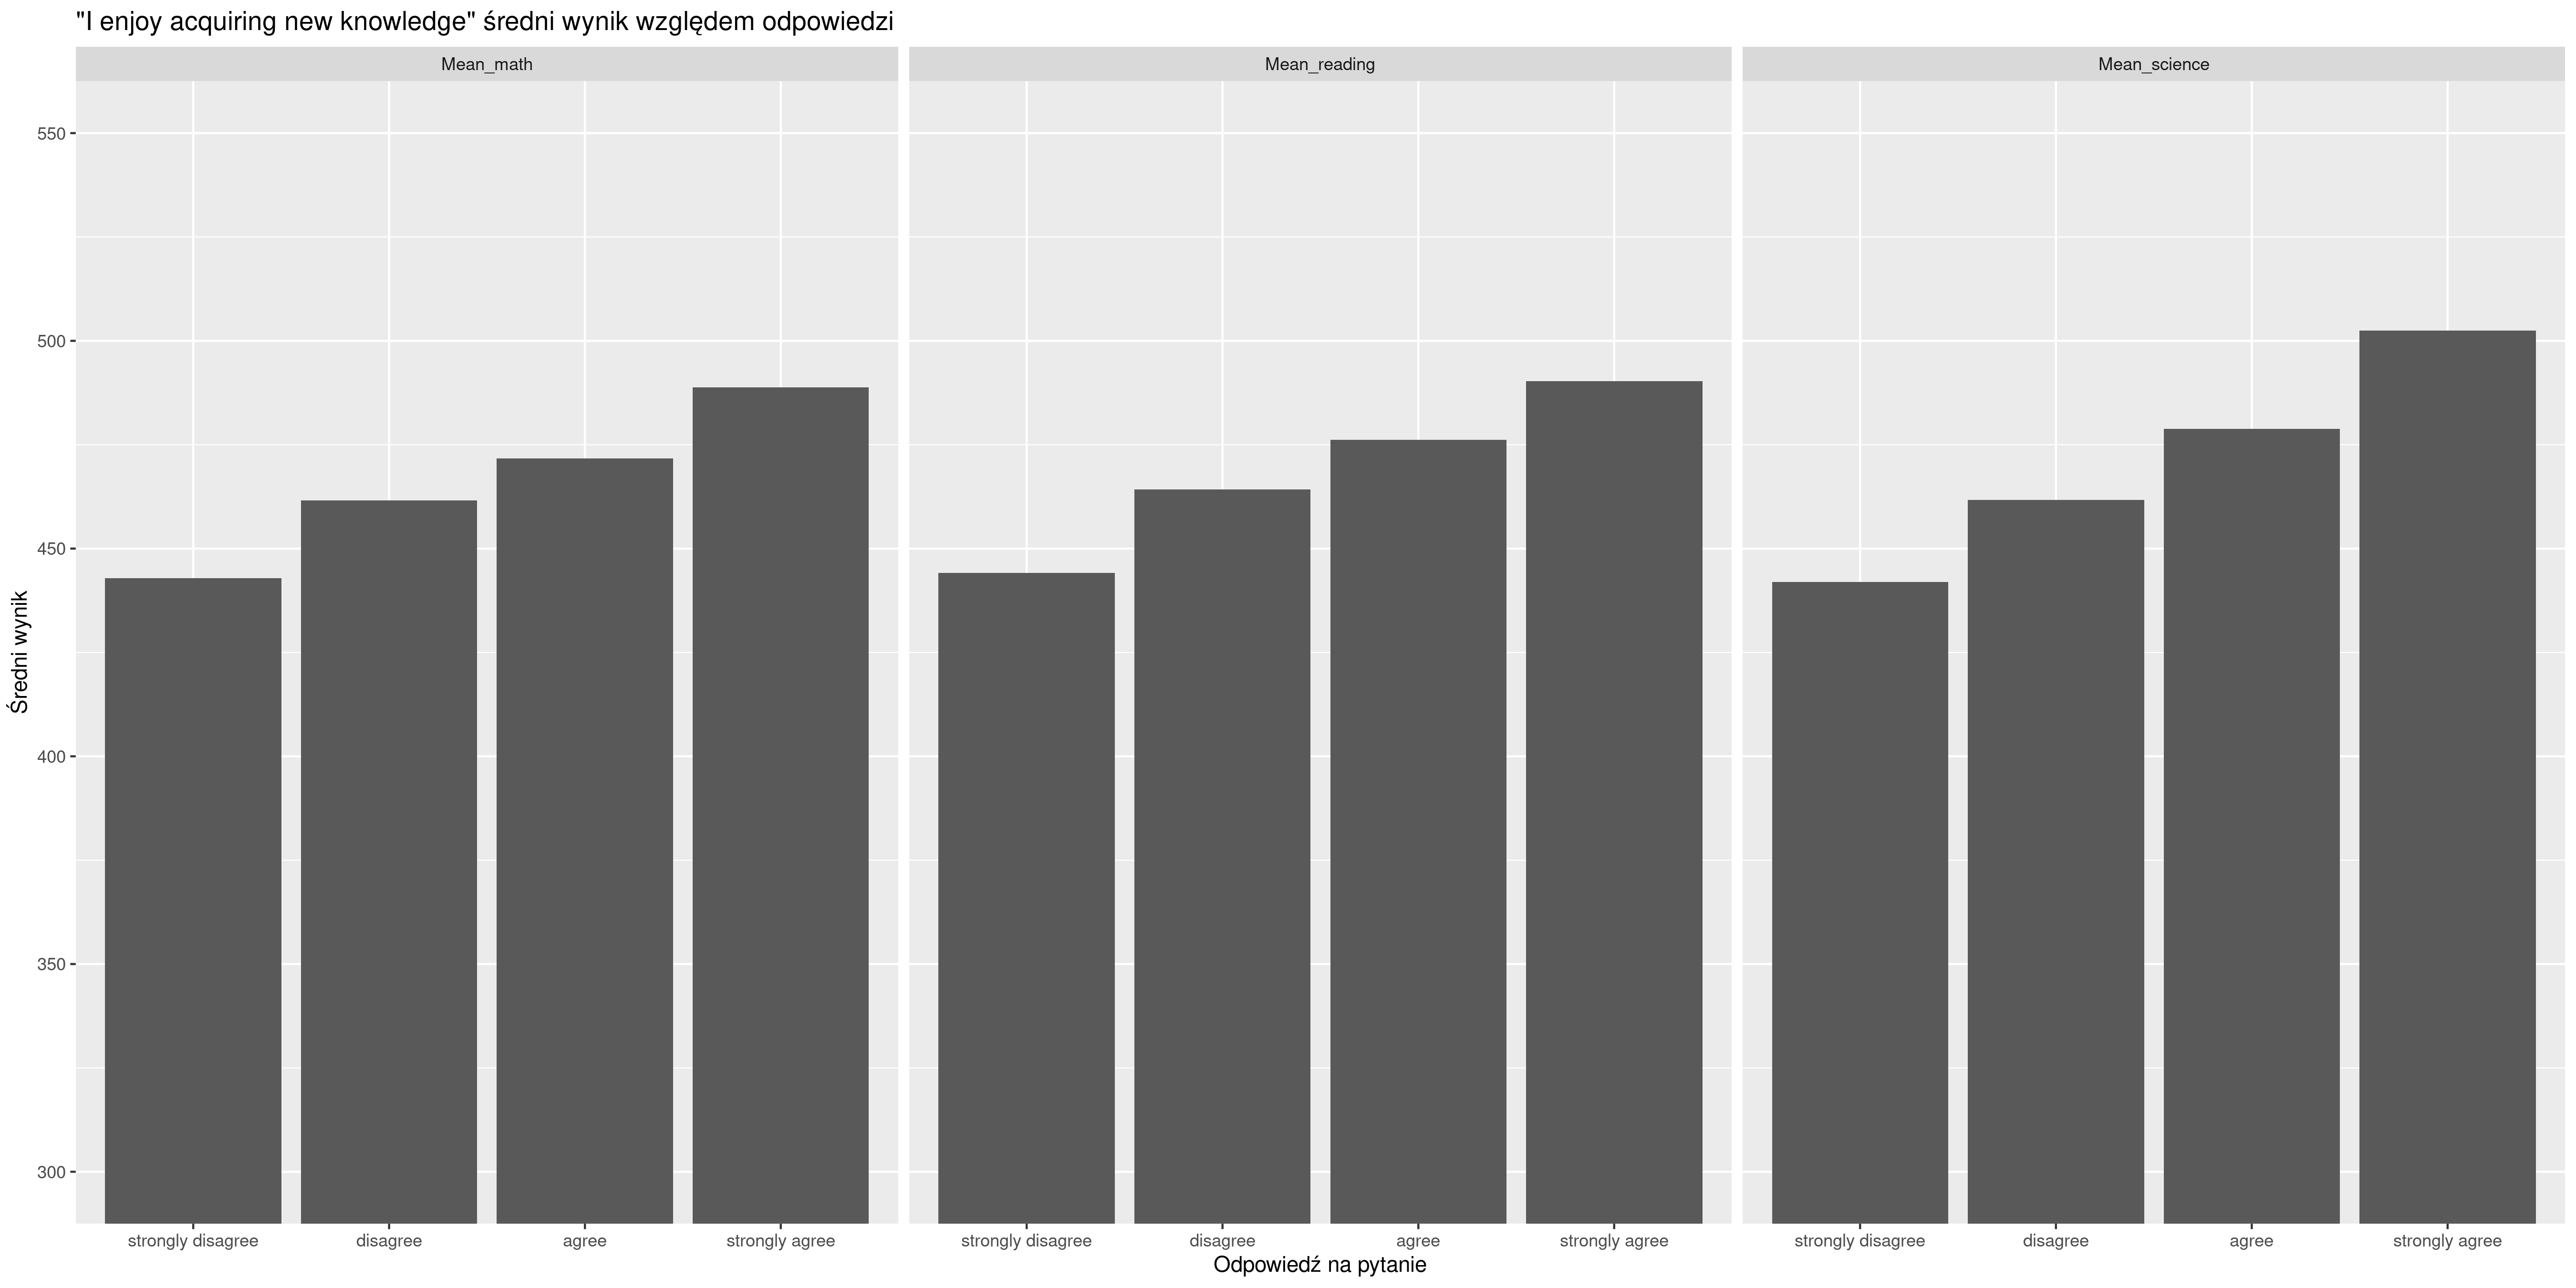 "I enjoy acquiring new knowledge" średni wynik względem odpowiedzi
Mean_math
Mean_reading
Mean_science
550
500
450
400
350
300
Średni wynik
strongly disagree
disagree
agree
strongly agree
strongly disagree
disagree
agree
strongly agree
strongly disagree
disagree
agree
strongly agree
Odpowiedź na pytanie